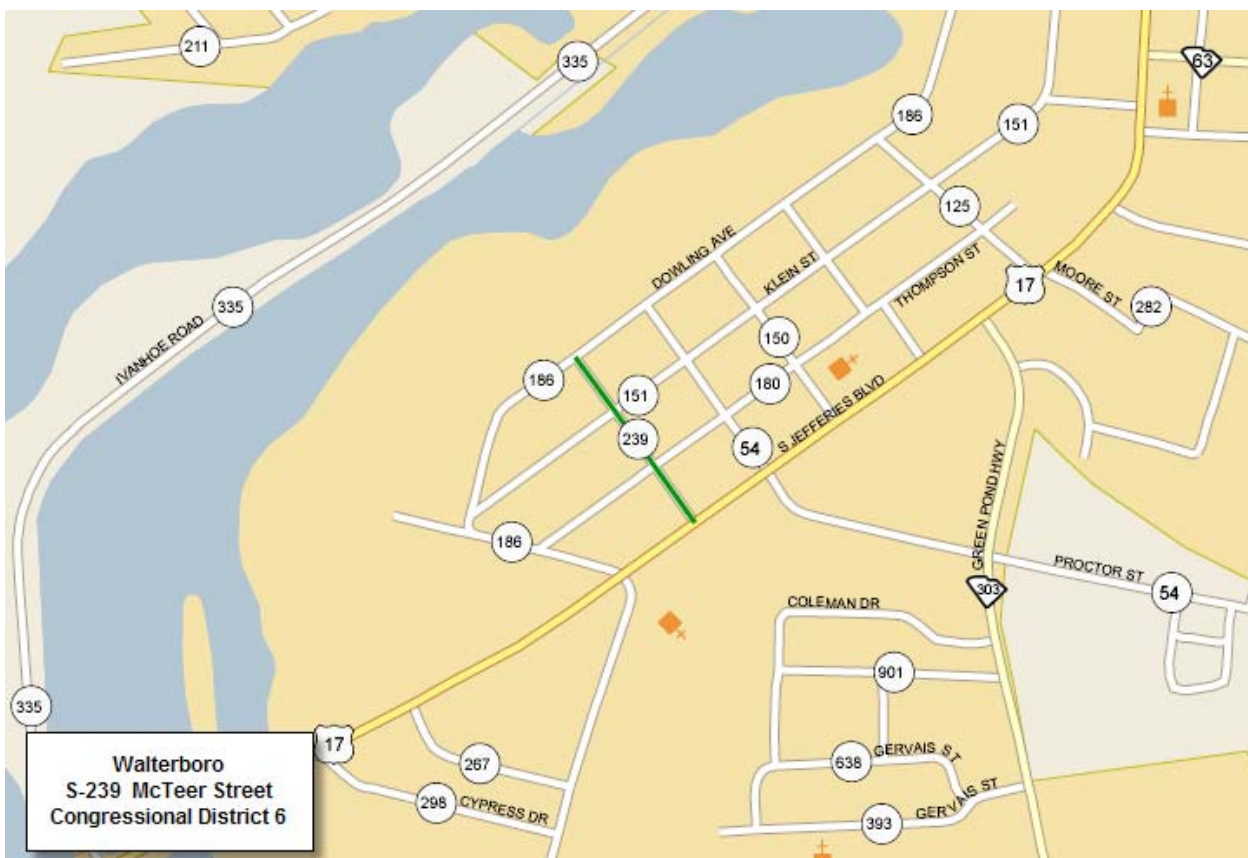 211
335
63
186
151
125
DOWLING AVE
KLEIN ST
THOMPSON ST
17
MOORE ST
282
335
IVANHOE ROAD
150
186
151
180
239
54
S JEFFERIES BLVD
GREEN POND HWY
186
PROCTOR ST
54
303
COLEMAN DR
901
335
17
267
298
CYPRESS DR
638
GERVAIS ST
393
GERVAIS ST
Walterboro
S-239 McTeer Street
Congressional District 6